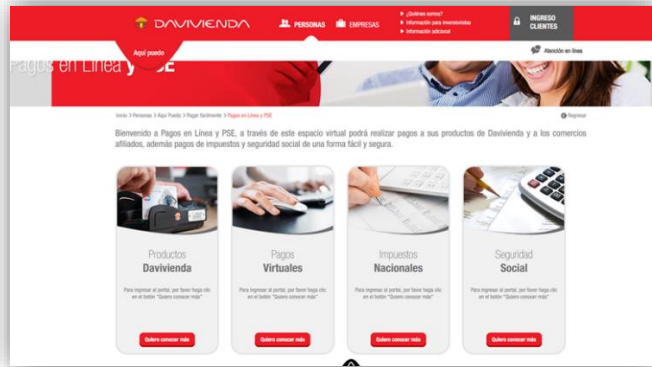 DAVIVIENDA
PERSONAS
EMPRESAS
¿Quiénes somos?
Información para inversionistas
Información adicional
INGRESO
CLIENTES
Aquí puedo
Atención en línea
Pagos en Línea y PSE
Inicio > Personas > Aquí Puedo > Pagar fácilmente > Pagos en Línea y PSE
Regresar
Bienvenido a Pagos en Línea y PSE, a través de este espacio virtual podrá realizar pagos a sus productos de Davivienda y a los comercios
afiliados, además pagos de impuestos y seguridad social de una forma fácil y segura.
Productos
Davivienda
Para ingresar al portal, por favor haga clic
en el botón "Quiero conocer más"
Quiero conocer más
Pagos
Virtuales
Para ingresar al portal, por favor haga clic
en el botón "Quiero conocer más"
Quiero conocer más
Impuestos
Nacionales
Para ingresar al portal, por favor haga clic
en el botón "Quiero conocer más"
Quiero conocer más
Seguridad
Social
Para ingresar al portal, por favor haga clic
en el botón "Quiero conocer más"
Quiero conocer más